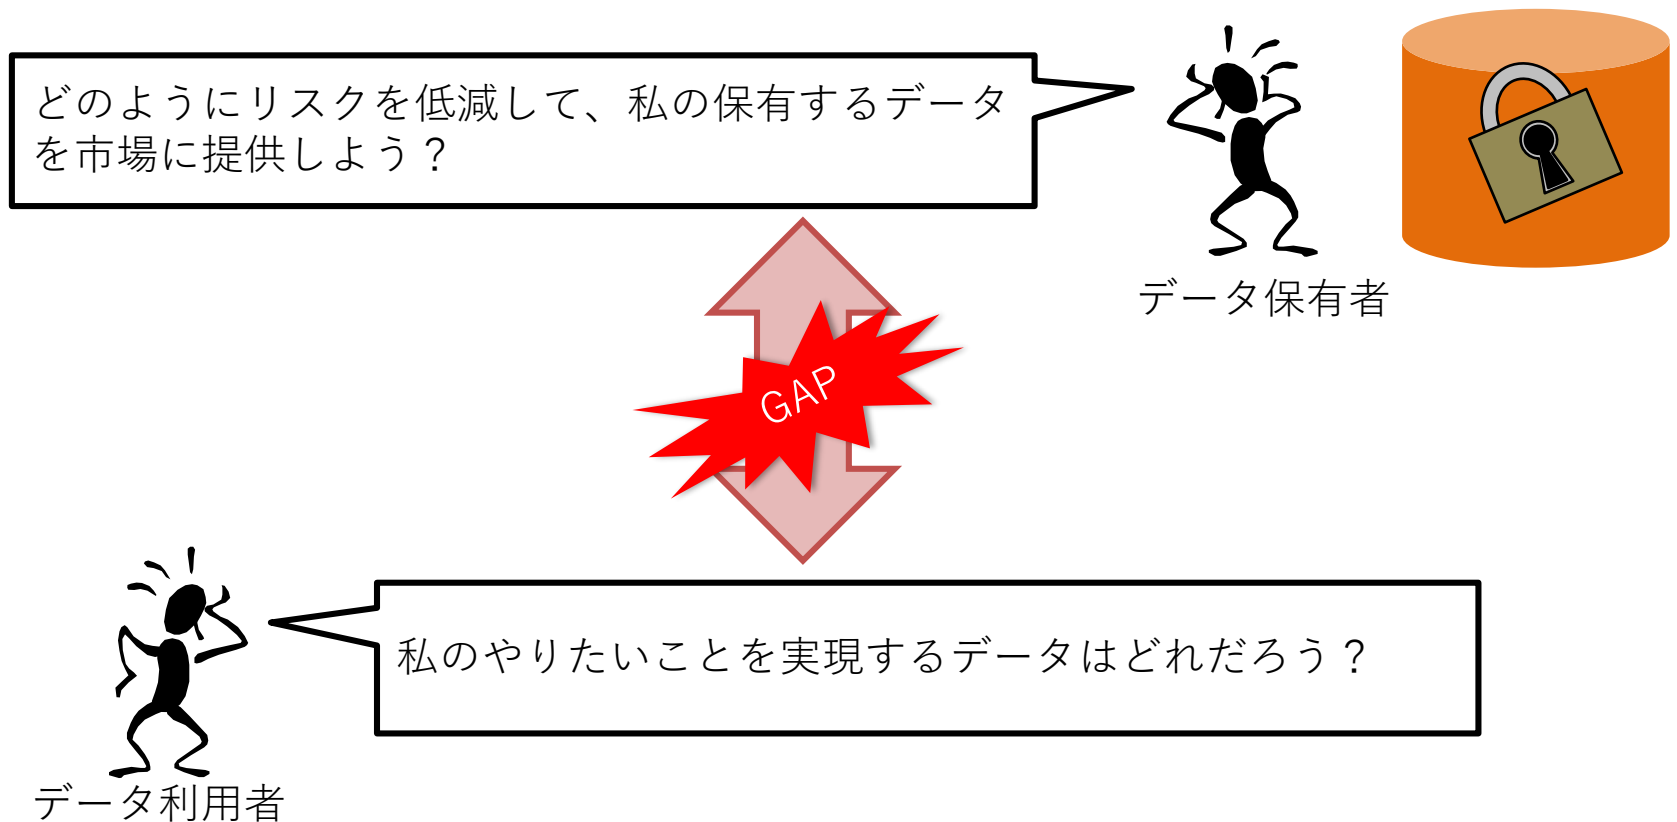 どのようにリスクを低減して、私の保有するデータ
を市場に提供しよう？
データ保有者
GAP
私のやりたいことを実現するデータはどれだろう？
データ利用者